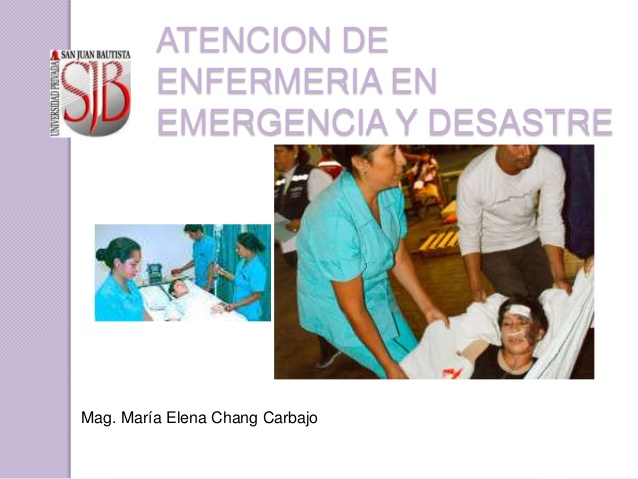 ATENCION DE
ENFERMERIA EN
EMERGENCIA Y DESASTRE
SAN JUAN BAUTISTA
UNIVERSIDAD PRIVADA
SJB
Mag. María Elena Chang Carbajo